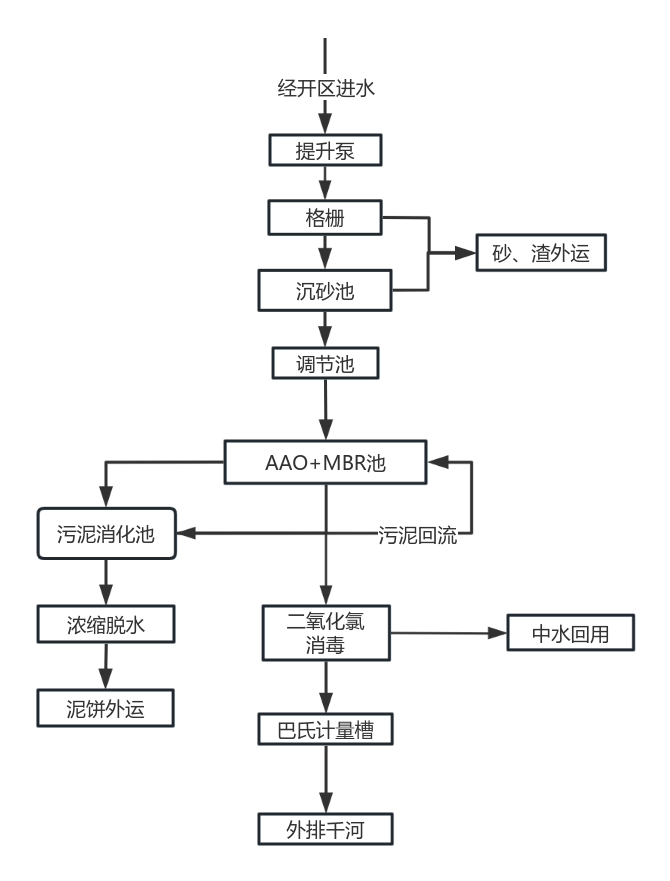 经开区进水
提升泵
格栅
砂、渣外运
沉砂池
调节池
AAO+MBR池
污泥消化池
污泥回流
浓缩脱水
二氧化氯
消毒
中水回用
泥饼外运
巴氏计量槽
外排千河